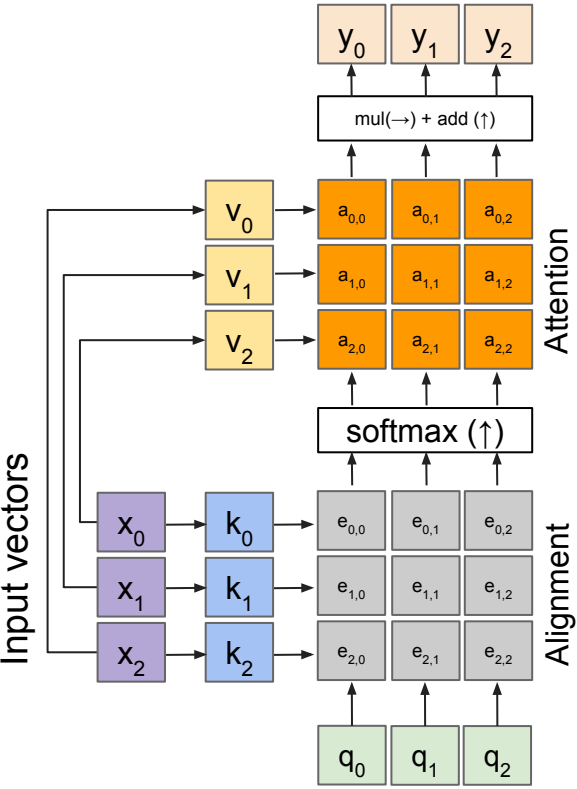 y0 y1 y2
mul(→) + add (↑)
v0 a0,0 a0,1 a0,2
v1 a1,0 a1,1 a1,2
v2 a2,0 a2,1 a2,2
Attention
softmax (↑)
Input vectors
x0 k0 e0,0 e0,1 e0,2
x1 k1 e1,0 e1,1 e1,2
x2 k2 e2,0 e2,1 e2,2
Alignment
q0 q1 q2